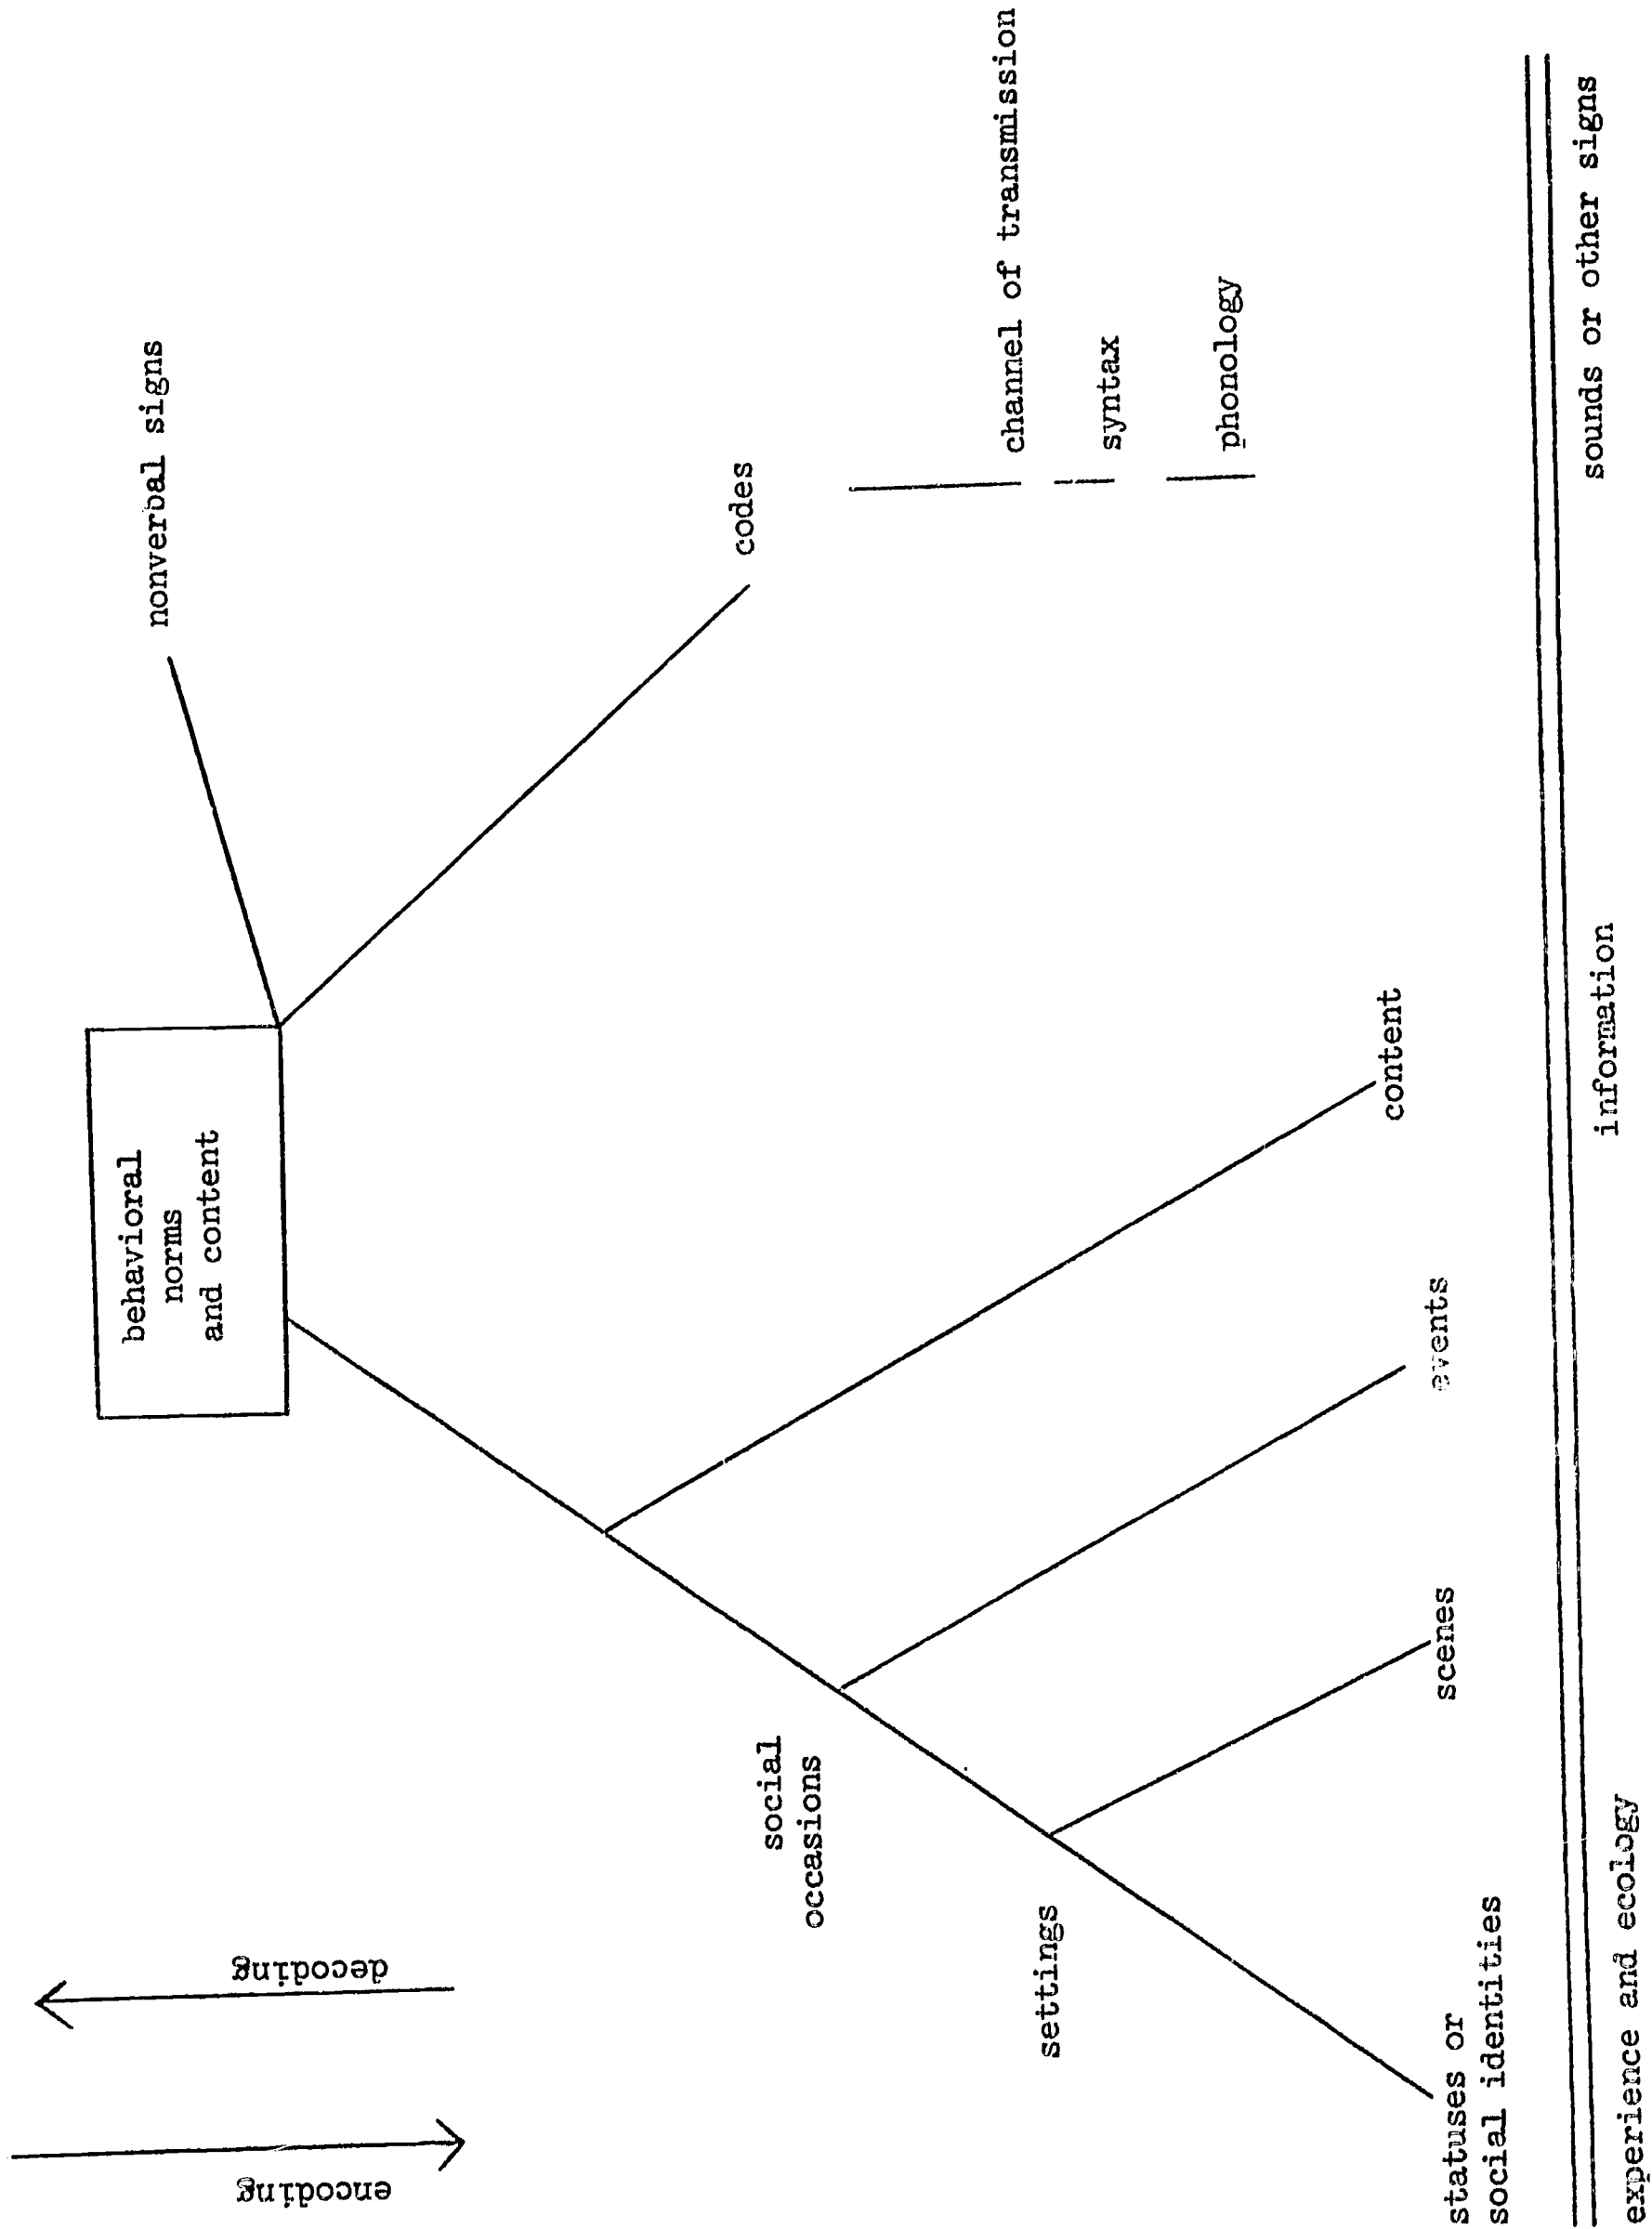 encoding
decoding
behavioral
norms
and content
nonverbal signs
codes
social
occasions
channel of transmission
settings
syntax
phonology
content
events
scenes
statuses or
social identities
experience and ecology
information
sounds or other signs